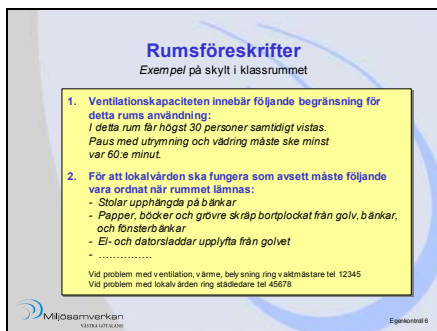 Rumsföreskrifter
Exempel på skylt i klassrummet
1. Ventilationskapaciteten innebär följande begränsning för
detta rums användning:
I detta rum får högst 30 personer samtidigt vistas.
Paus med utrymning och vädring måste ske minst
var 60:e minut.
2. För att lokalvården ska fungera som avsett måste följande
vara ordnat när rummet lämnas:
- Stolar upphängda på bänkar
- Papper, böcker och grövre skräp bortplockat från golv, bänkar,
och fönsterbänkar
- El- och datorsladdar upplyfta från golvet
- ...............
Vid problem med ventilation, värme, belysning ring vaktmästare tel 12345
Vid problem med lokalvården ring städledare tel 45678
Miljösamverkan
VÄSTRA GÖTALAND
Egenkontroll 6